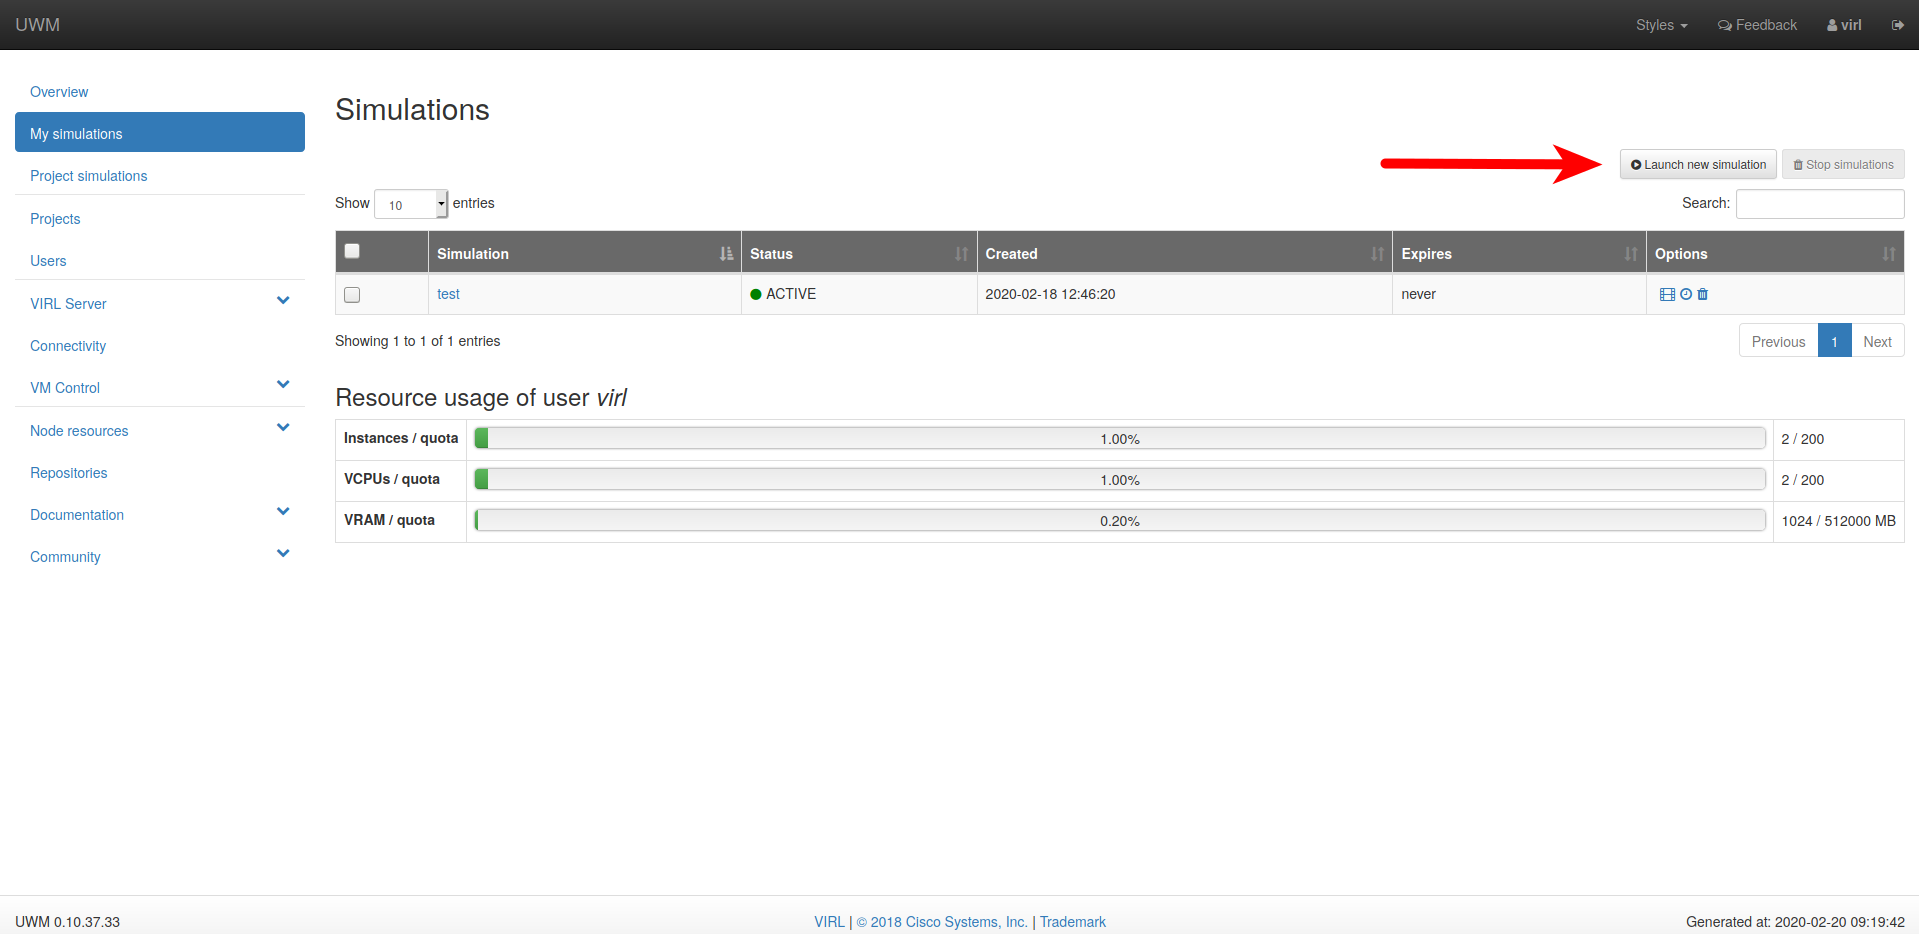 UWM
Styles
Feedback
virl
Overview
My simulations
Project simulations
Projects
Users
VIRL Server
Connectivity
VM Control
Node resources
Repositories
Documentation
Community
Simulations
Launch new simulation
Stop simulations
Show 10 entries
Search:
Simulation Status Created Expires Options
test ACTIVE 2020-02-18 12:46:20 never
Showing 1 to 1 of 1 entries
Previous 1 Next
Resource usage of user virl
Instances / quota 1.00% 2 / 200
VCPUs / quota 1.00% 2 / 200
VRAM / quota 0.20% 1024 / 512000 MB
UWM 0.10.37.33
VIRL | © 2018 Cisco Systems, Inc. | Trademark
Generated at: 2020-02-20 09:19:42